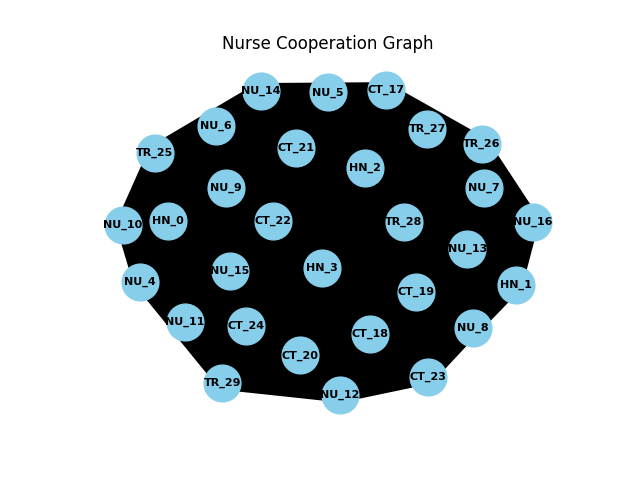 Nurse Cooperation Graph
NU_14
NU_5
CT_17
NU_6
TR_27
TR_26
CT_21
TR_25
HN_2
NU_9
NU_7
NU_10
HN_0
CT_22
TR_28
NU_16
NU_13
NU_15
HN_3
NU_4
CT_19
HN_1
NU_11
CT_24
CT_18
NU_8
CT_20
TR_29
CT_23
NU_12